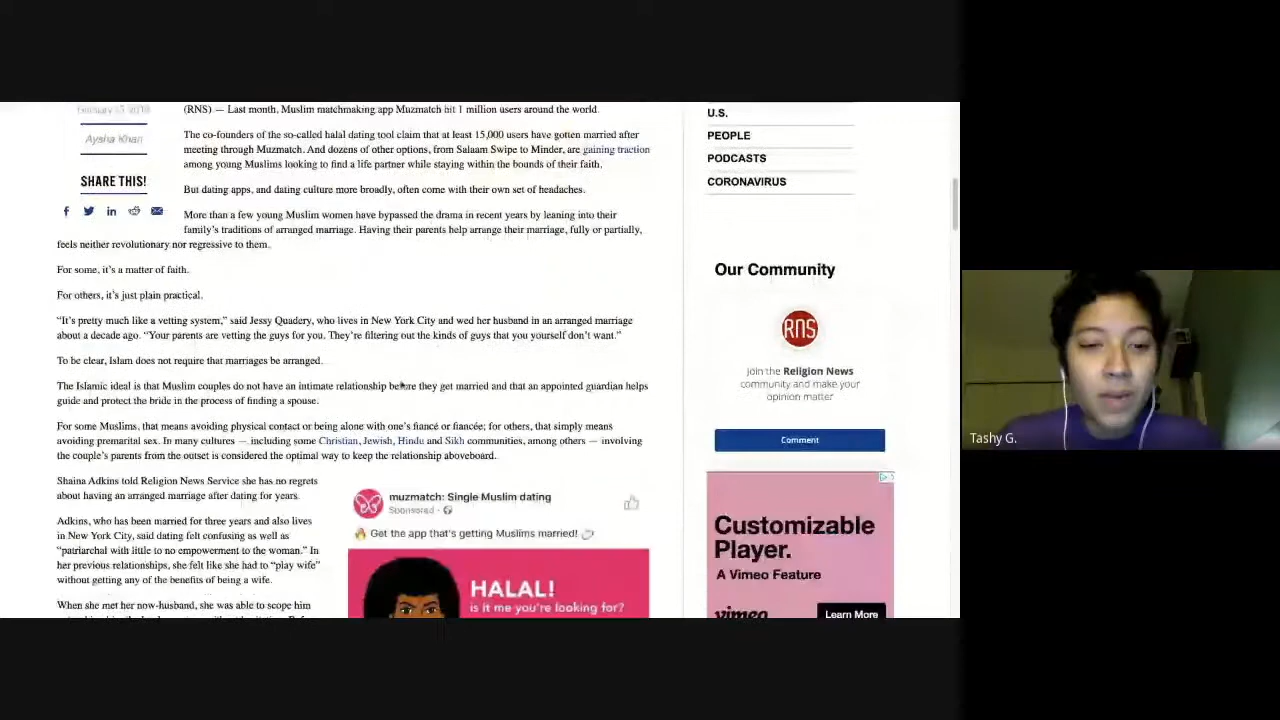 February 15, 2019
(RNS) — Last month, Muslim matchmaking app Muzmatch hit 1 million users around the world.
Aysha Khan
SHARE THIS!
The co-founders of the so-called halal dating tool claim that at least 15,000 users have gotten married after
meeting through Muzmatch. And dozens of other options, from Salaam Swipe to Minder, are gaining traction
among young Muslims looking to find a life partner while staying within the bounds of their faith.
But dating apps, and dating culture more broadly, often come with their own set of headaches.
More than a few young Muslim women have bypassed the drama in recent years by leaning into their
family's traditions of arranged marriage. Having their parents help arrange their marriage, fully or partially,
feels neither revolutionary nor regressive to them.
For some, it's a matter of faith.
For others, it's just plain practical.
“It's pretty much like a vetting system,” said Jessy Quadery, who lives in New York City and wed her husband in an arranged marriage
about a decade ago. “Your parents are vetting the guys for you. They're filtering out the kinds of guys that you yourself don't want.”
To be clear, Islam does not require that marriages be arranged.
The Islamic ideal is that Muslim couples do not have an intimate relationship before they get married and that an appointed guardian helps
guide and protect the bride in the process of finding a spouse.
For some Muslims, that means avoiding physical contact or being alone with one's fiancé or fiancée; for others, that simply means
avoiding premarital sex. In many cultures — including some Christian, Jewish, Hindu and Sikh communities, among others — involving
the couple's parents from the outset is considered the optimal way to keep the relationship aboveboard.
Shaina Adkins told Religion News Service she has no regrets
about having an arranged marriage after dating for years.
Adkins, who has been married for three years and also lives
in New York City, said dating felt confusing as well as
“patriarchal with little to no empowerment to the woman.” In
her previous relationships, she felt like she had to “play wife”
without getting any of the benefits of being a wife.
When she met her now-husband, she was able to scope him
muzmatch: Single Muslim dating
Sponsored ·
Get the app that's getting Muslims married!
HALAL!
is it me you're looking for?
U.S.
PEOPLE
PODCASTS
CORONAVIRUS
Our Community
RNS
Join the Religion News
community and make your
opinion matter
Comment
Customizable
Player.
A Vimeo Feature
vimeo
Learn More
Tashy G.